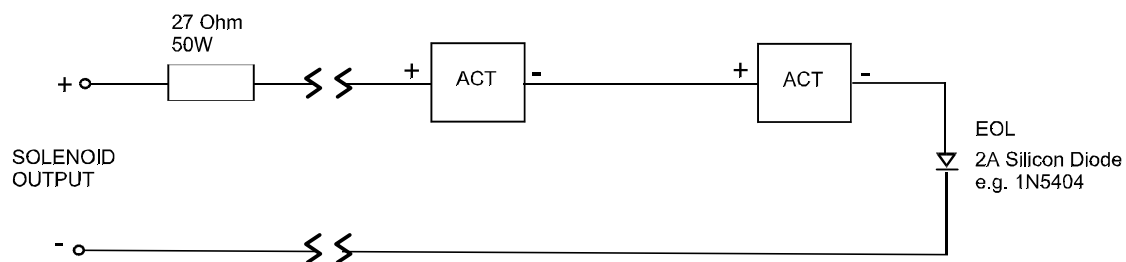 27 Ohm
50W
+
+
ACT
-
+
ACT
-
SOLENOID
OUTPUT
EOL
2A Silicon Diode
e.g. 1N5404
-